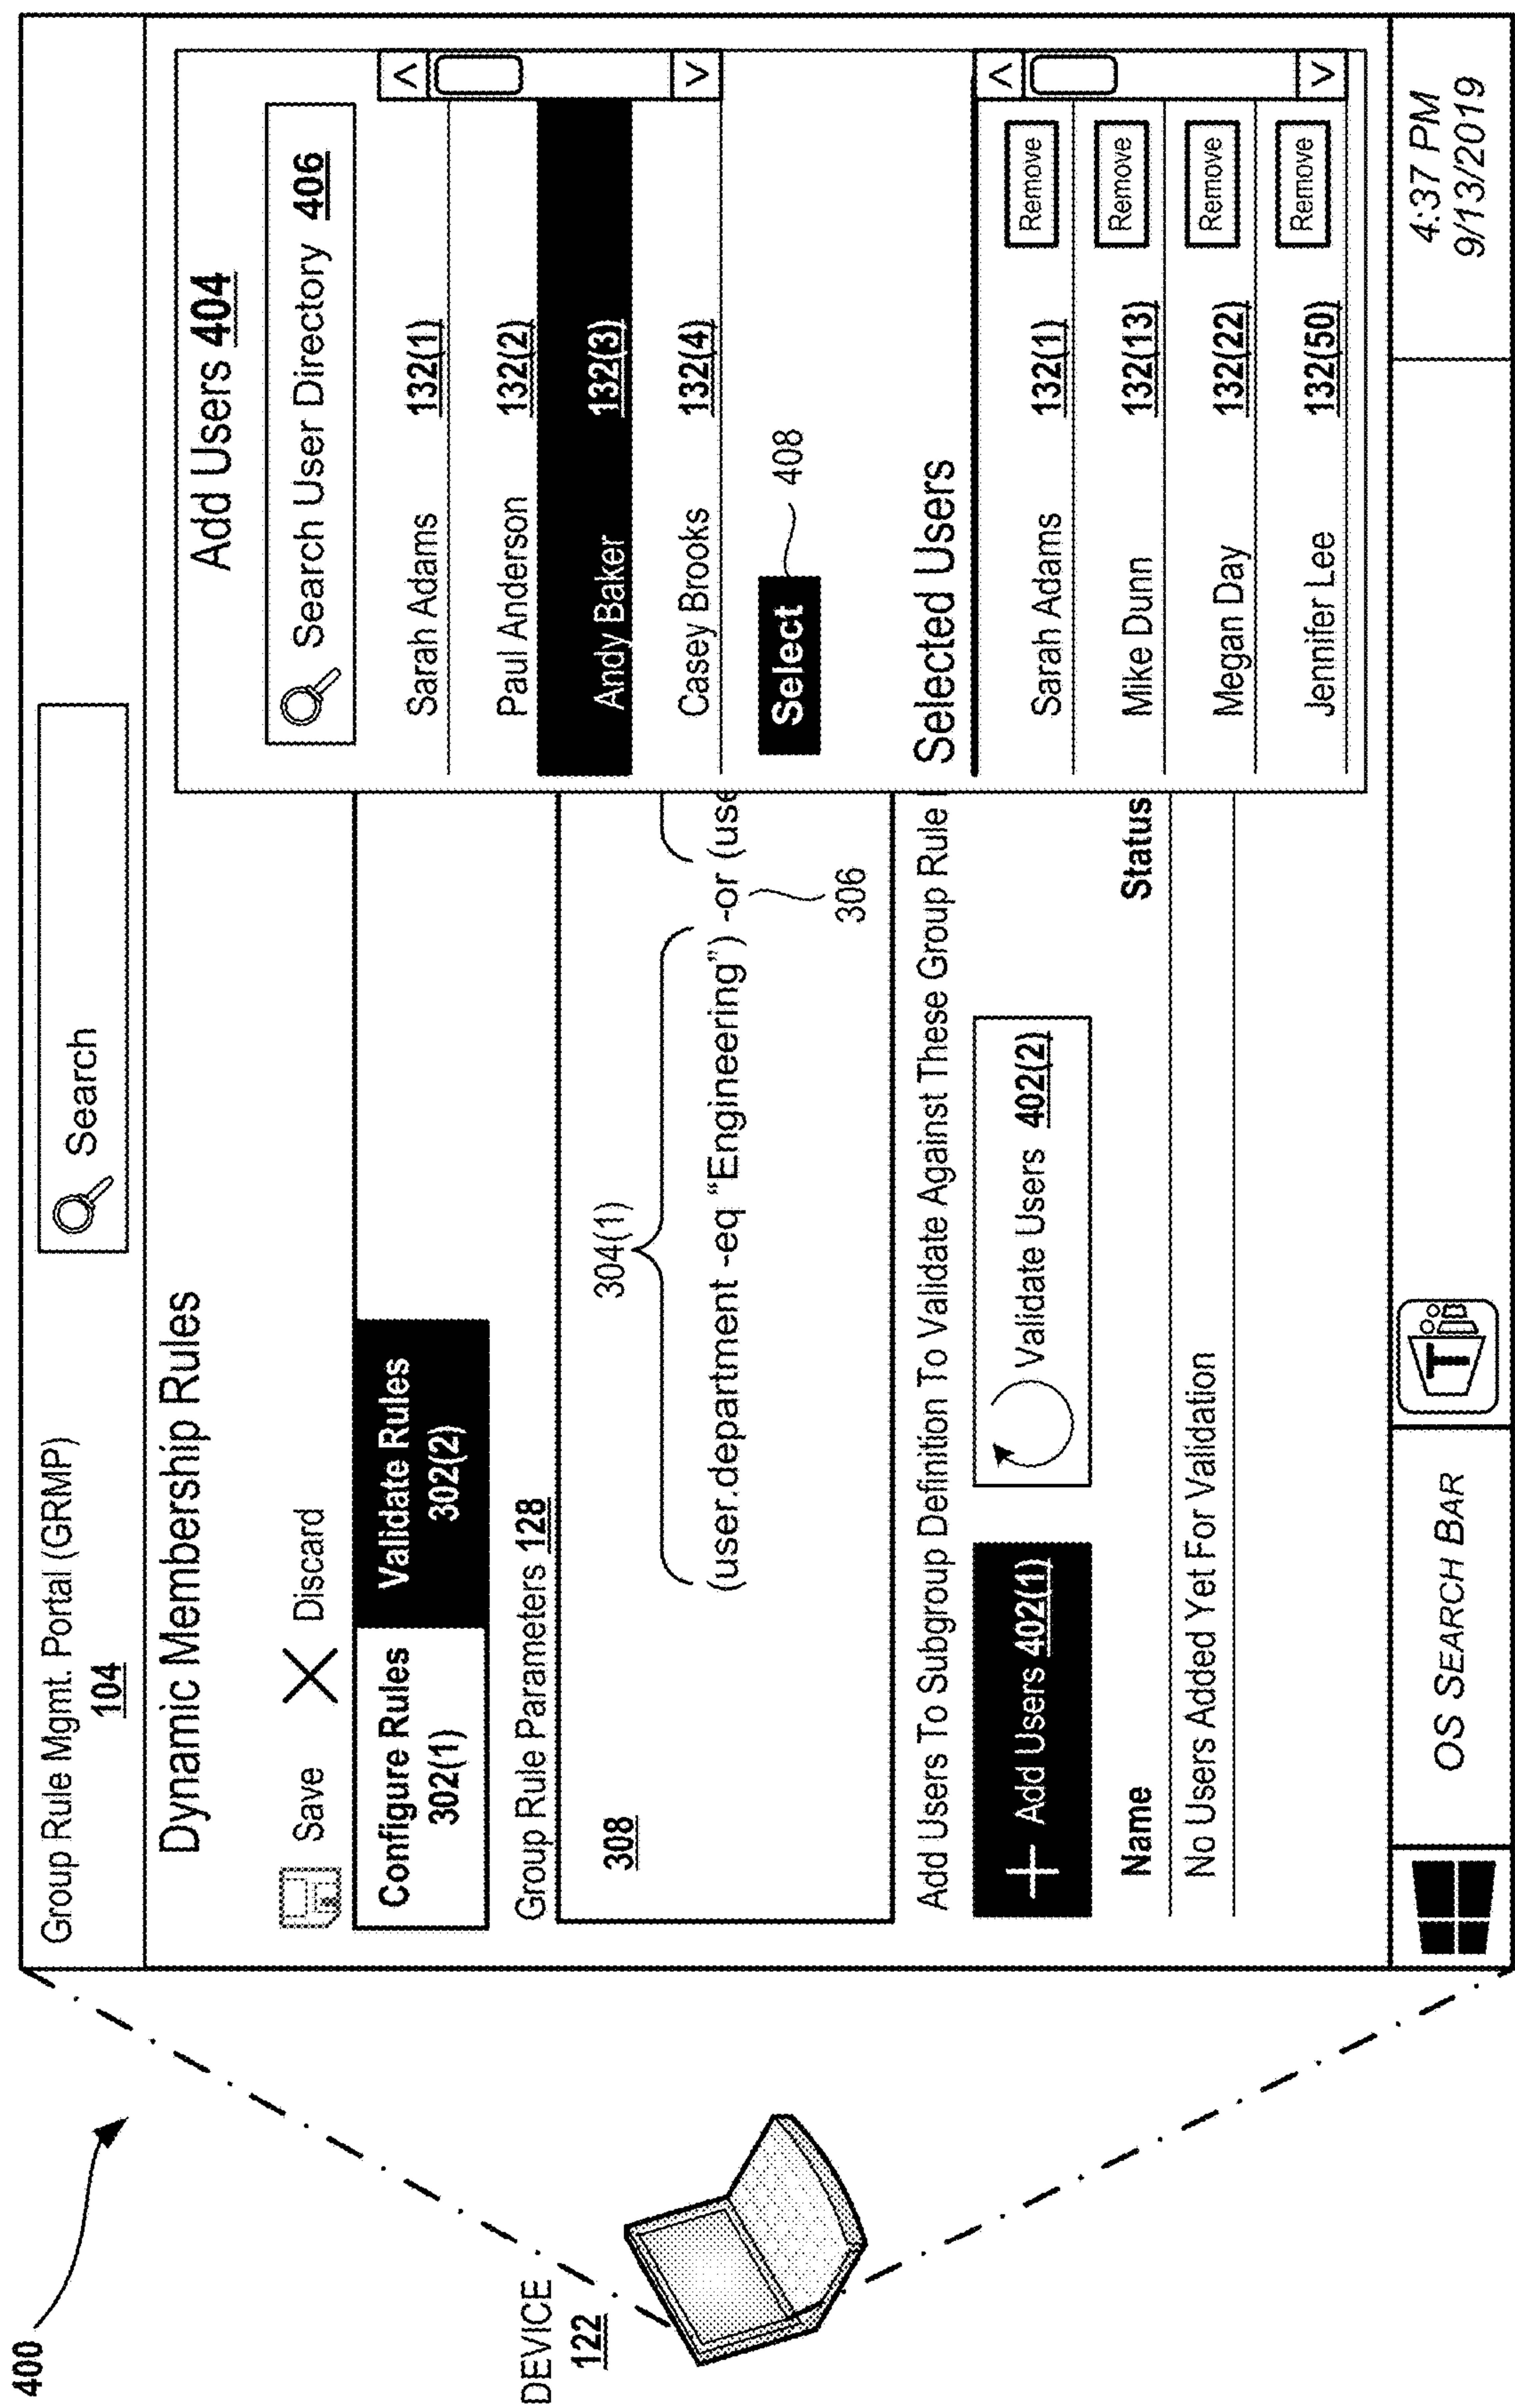 400
DEVICE
122
Group Rule Mgmt. Portal (GRMP)
104
Search
Dynamic Membership Rules
Save
Discard
Configure Rules
302(1)
Validate Rules
302(2)
Group Rule Parameters 128
308
304(1)
(user.department -eq “Engineering”) -or (use
306
Add Users To Subgroup Definition To Validate Against These Group Rule
Add Users 402(1)
Validate Users 402(2)
Name
Status
No Users Added Yet For Validation
Add Users 404
Search User Directory 406
Sarah Adams 132(1)
Paul Anderson 132(2)
Andy Baker 132(3)
Casey Brooks 132(4)
Select
408
Selected Users
Sarah Adams 132(1) Remove
Mike Dunn 132(13) Remove
Megan Day 132(22) Remove
Jennifer Lee 132(50) Remove
OS SEARCH BAR
T
4:37 PM
9/13/2019